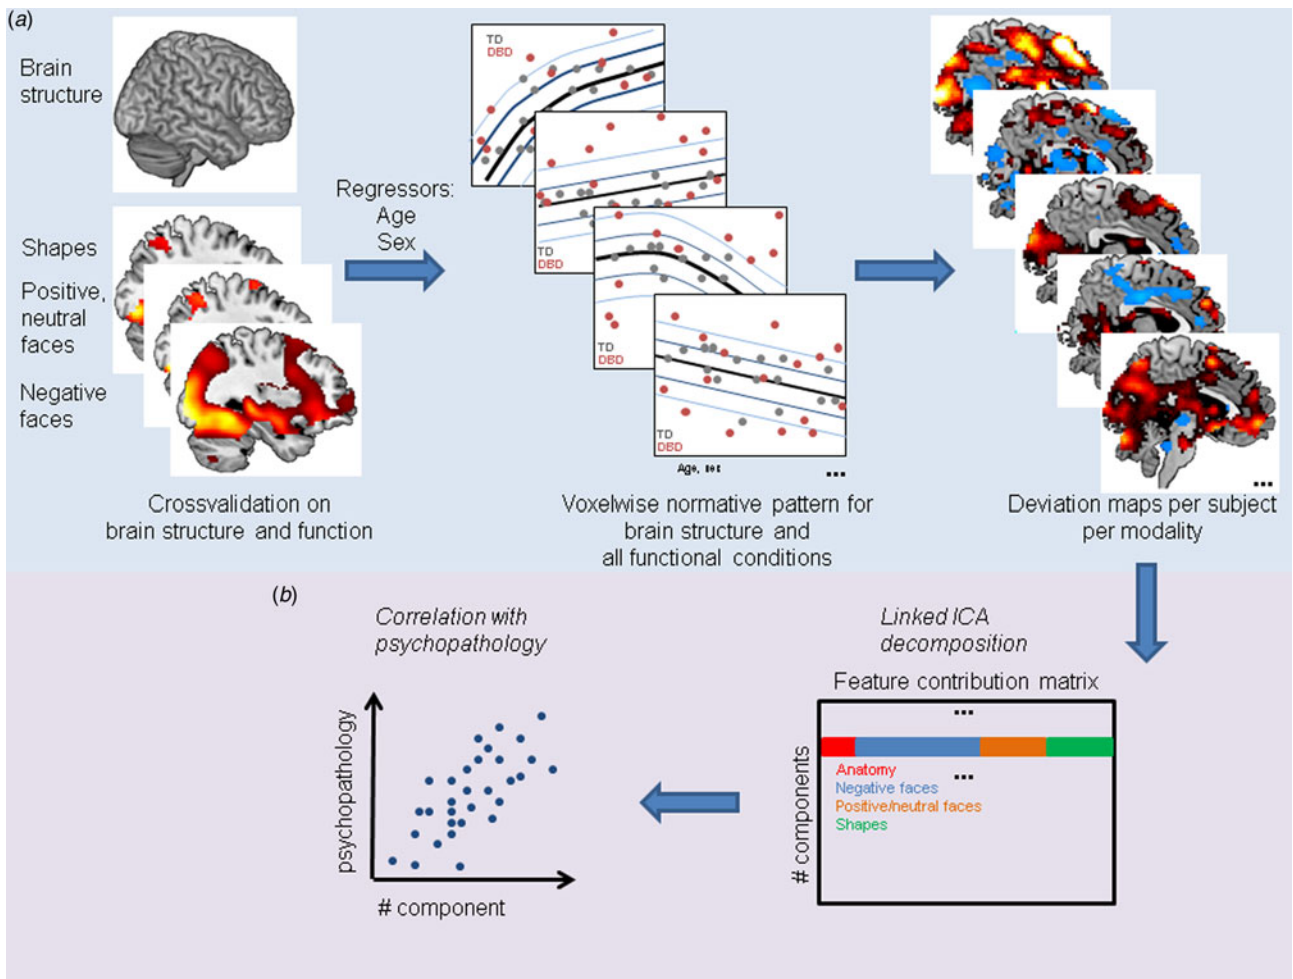 (a)
Brain
structure
Shapes
Positive,
neutral
faces
Negative
faces
Crossvalidation on
brain structure and function
Regressors:
Age
Sex
TD
DBD
TD
DBD
TD
DBD
TD
DBD
Age, sex
...
Voxelwise normative pattern for
brain structure and
all functional conditions
...
Deviation maps per subject
per modality
(b)
Correlation with
psychopathology
psychopathology
# component
Linked ICA
decomposition
Feature contribution matrix
...
# components
Anatomy
...
Negative faces
Positive/neutral faces
Shapes